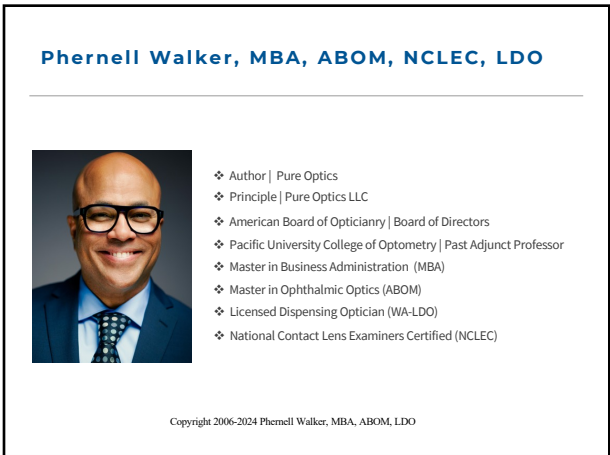 Phernell Walker, MBA, ABOM, NCLEC, LDO
❖ Author | Pure Optics
❖ Principle | Pure Optics LLC
❖ American Board of Opticianry | Board of Directors
❖ Pacific University College of Optometry | Past Adjunct Professor
❖ Master in Business Administration (MBA)
❖ Master in Ophthalmic Optics (ABOM)
❖ Licensed Dispensing Optician (WA-LDO)
❖ National Contact Lens Examiners Certified (NCLEC)
Copyright 2006-2024 Phernell Walker, MBA, ABOM, LDO